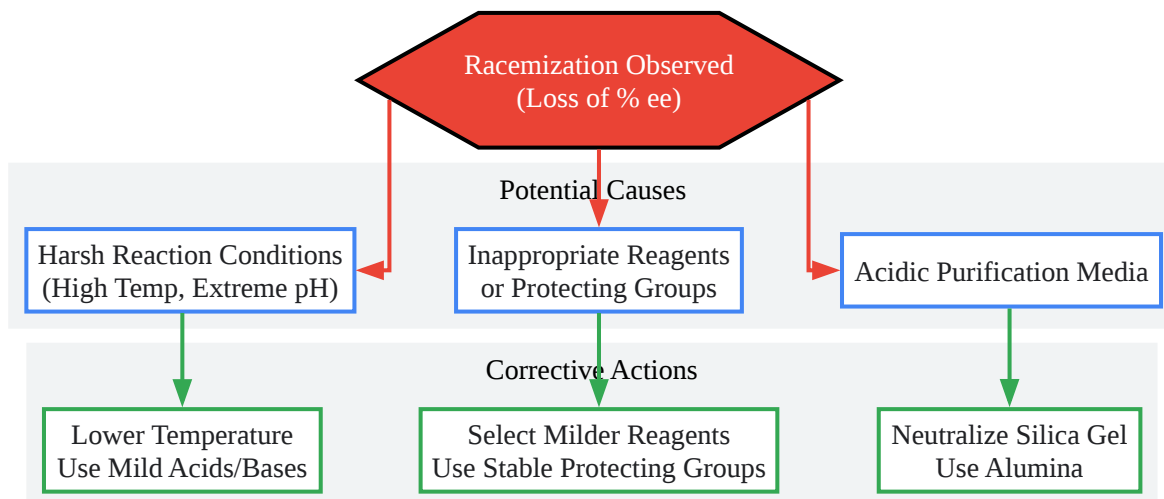 Racemization Observed
(Loss of % ee)
Potential Causes
Harsh Reaction Conditions
(High Temp, Extreme pH)
Inappropriate Reagents
or Protecting Groups
Acidic Purification Media
Corrective Actions
Lower Temperature
Use Mild Acids/Bases
Select Milder Reagents
Use Stable Protecting Groups
Neutralize Silica Gel
Use Alumina